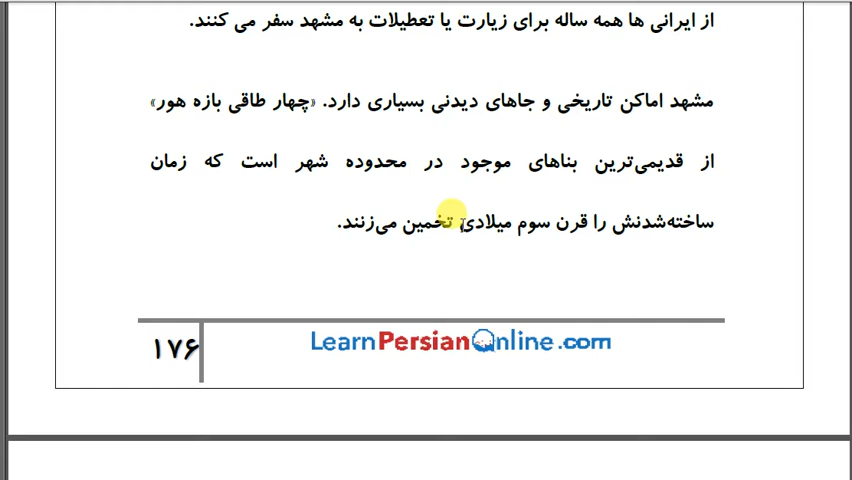 از ایرانی ها همه ساله برای زیارت یا تعطیلات به مشهد سفر می کنند.
مشهد اماکن تاریخی و جاهای دیدنی بسیاری دارد. «چهار طاقی بازه هور»
از قدیمی‌ترین بناهای موجود در محدوده شهر است که زمان
ساخته‌شدنش را قرن سوم میلادی تخمین می‌زنند.
۱۷۶
LearnPersianOnline.com